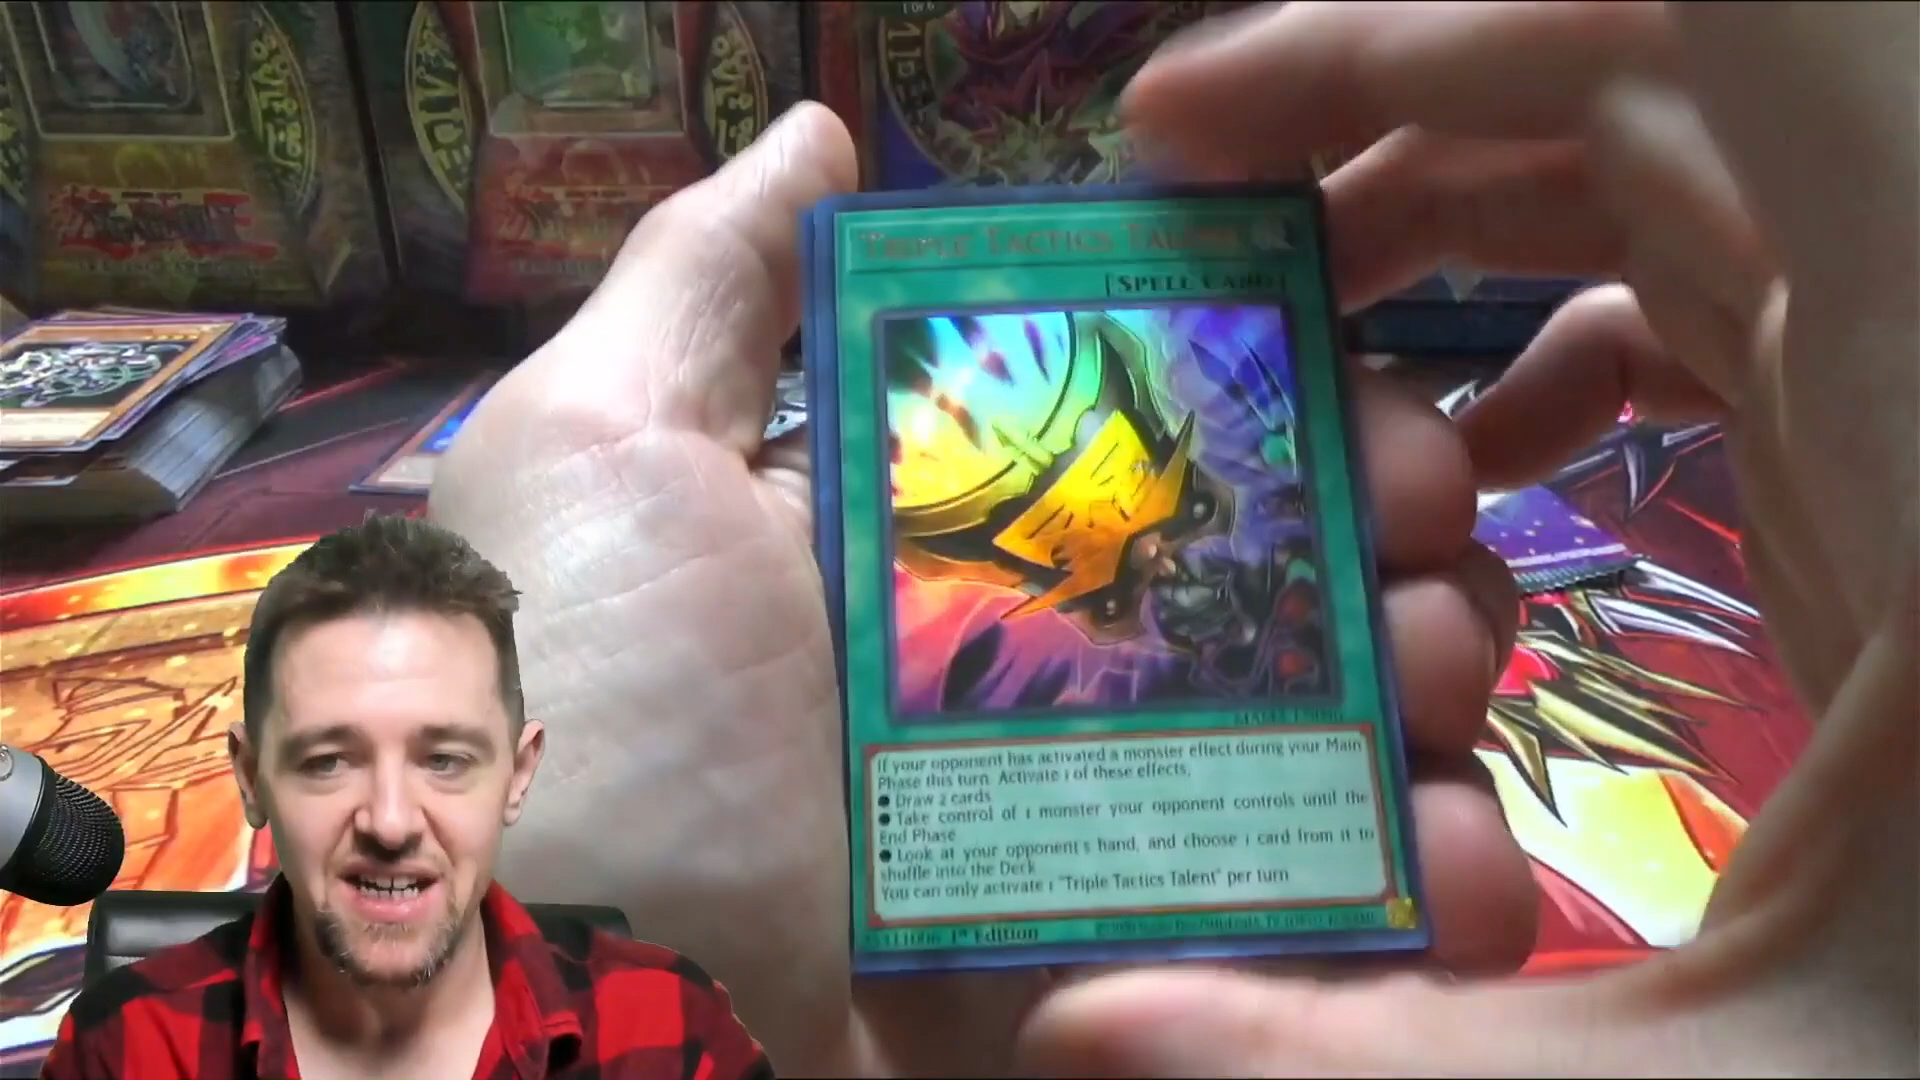 1 OF 6
TRIPLE TACTICS TALENT
[SPELL CARD]
If your opponent has activated a monster effect during your Main
Phase this turn: Activate 1 of these effects;
● Draw 2 cards.
● Take control of 1 monster your opponent controls until the
End Phase.
● Look at your opponent's hand, and choose 1 card from it to
shuffle into the Deck.
You can only activate 1 "Triple Tactics Talent" per turn.
1st Edition